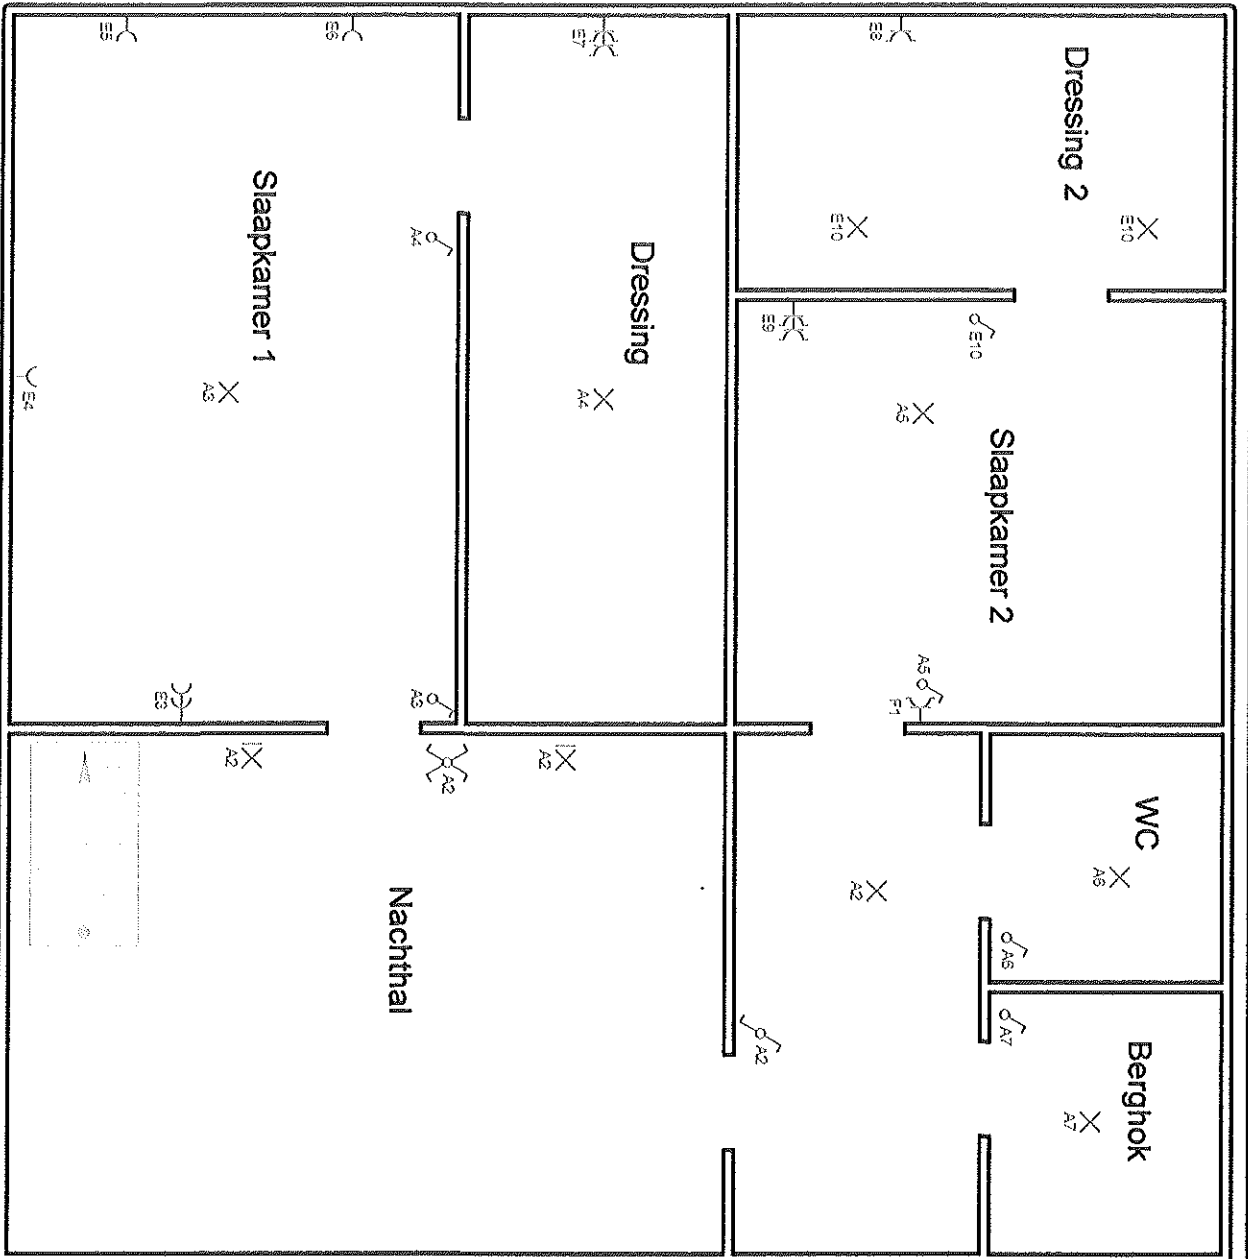 Dressing 2
E10
WC
Berghok
A6
A7
Slaapkamer 2
A6
A7
E10
A5
A5
F1
E8
E10
A2
E9
A2
Dressing
E7
A4
A2
A2
A4
A3
Nachthal
E6
Slaapkamer 1
A3
A2
E3
E5
E4